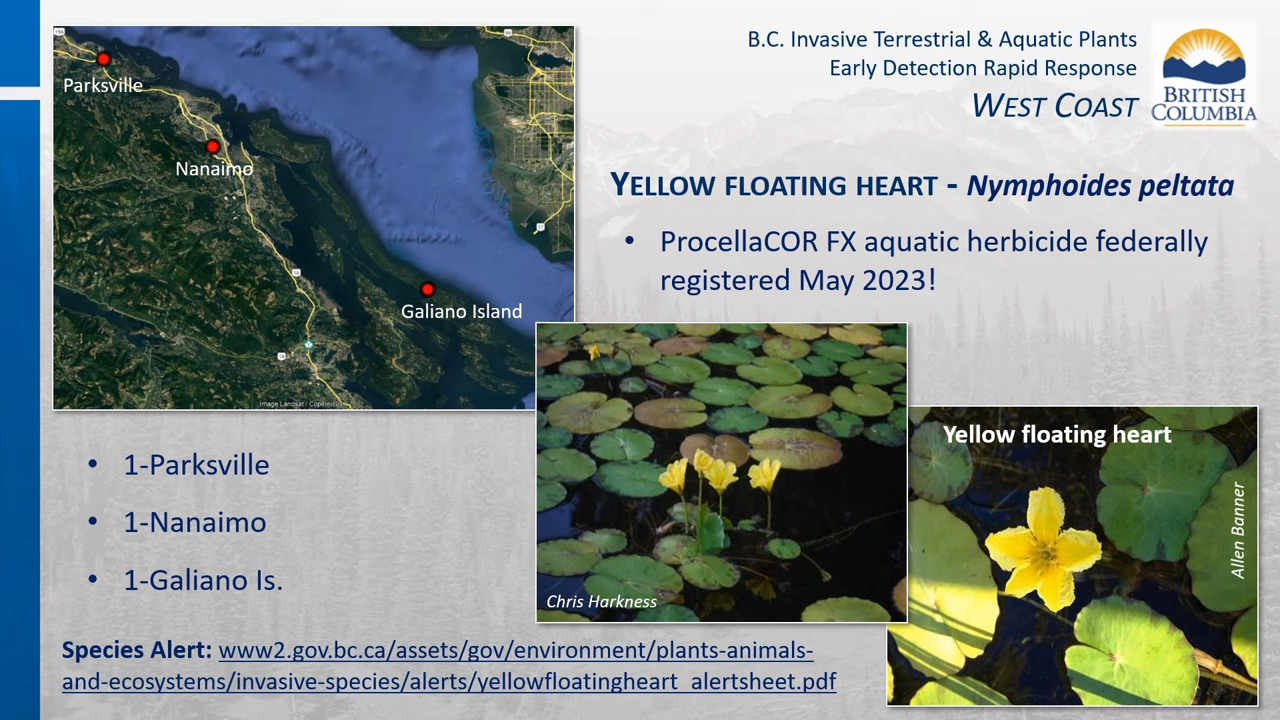 B.C. Invasive Terrestrial & Aquatic Plants
Early Detection Rapid Response
WEST COAST
BRITISH
COLUMBIA
Parksville
Nanaimo
Galiano Island
Image Landsat / Copernicus
YELLOW FLOATING HEART - Nymphoides peltata
• ProcellaCOR FX aquatic herbicide federally
registered May 2023!
Chris Harkness
Yellow floating heart
Allen Banner
• 1-Parksville
• 1-Nanaimo
• 1-Galiano Is.
Species Alert: www2.gov.bc.ca/assets/gov/environment/plants-animals-
and-ecosystems/invasive-species/alerts/yellowfloatingheart_alertsheet.pdf